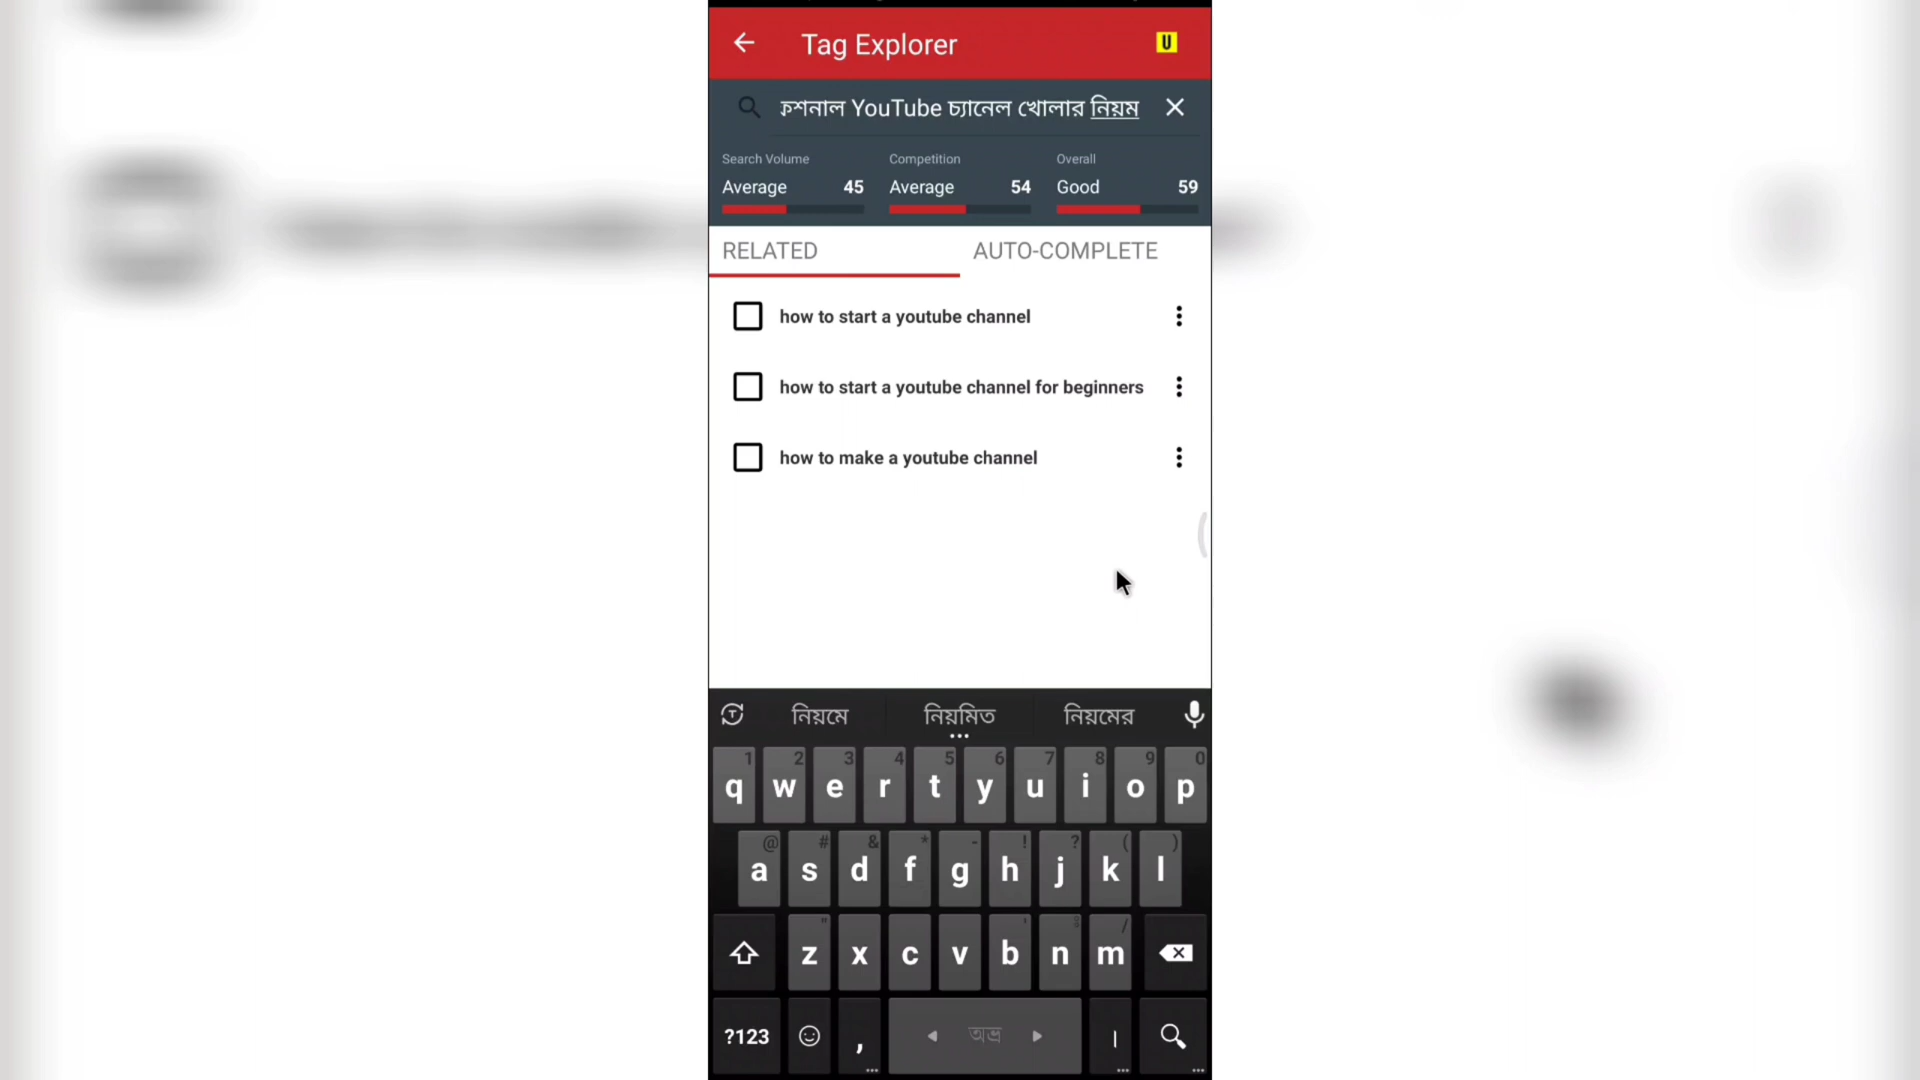 Tag Explorer
U
YouTube চ্যানেল খোলার নিয়ম
Search Volume Competition Overall
Average 45 Average 54 Good 59
RELATED AUTO-COMPLETE
how to start a youtube channel
how to start a youtube channel for beginners
how to make a youtube channel
নিয়মে নিয়মিত নিয়মের
1 2 3 4 5 6 7 8 9 0
q w e r t y u i o p
@ # & * - ! ? ( )
a s d f g h j k l
z x c v b n m
?123 , অভ্র |